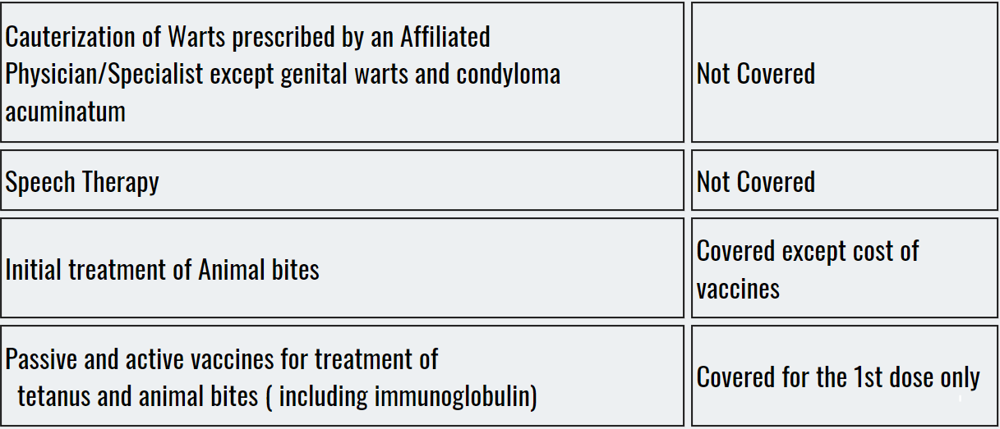 Cauterization of Warts prescribed by an Affiliated
Physician/Specialist except genital warts and condyloma
acuminatum
Not Covered
Speech Therapy
Not Covered
Initial treatment of Animal bites
Covered except cost of
vaccines
Passive and active vaccines for treatment of
tetanus and animal bites ( including immunoglobulin)
Covered for the 1st dose only